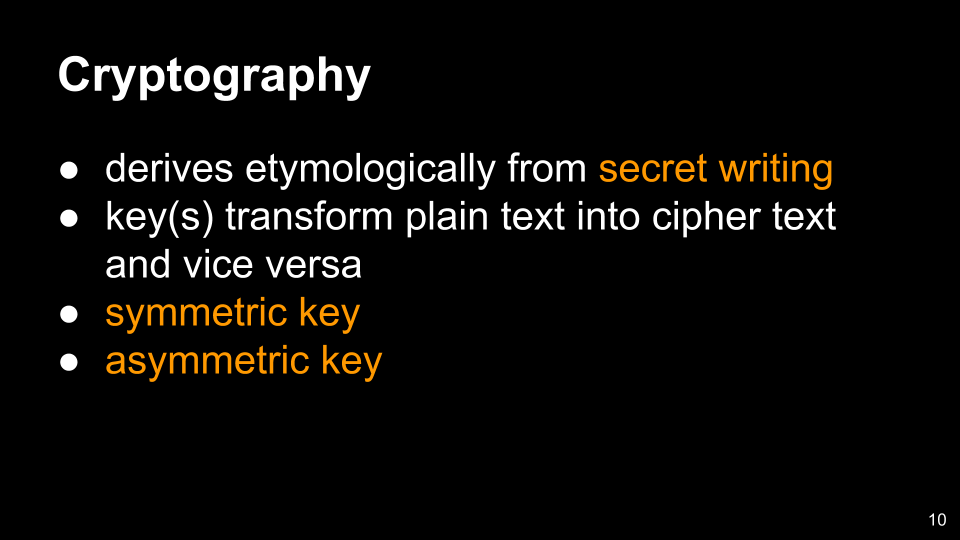 Cryptography
● derives etymologically from secret writing
● key(s) transform plain text into cipher text
and vice versa
● symmetric key
● asymmetric key
10